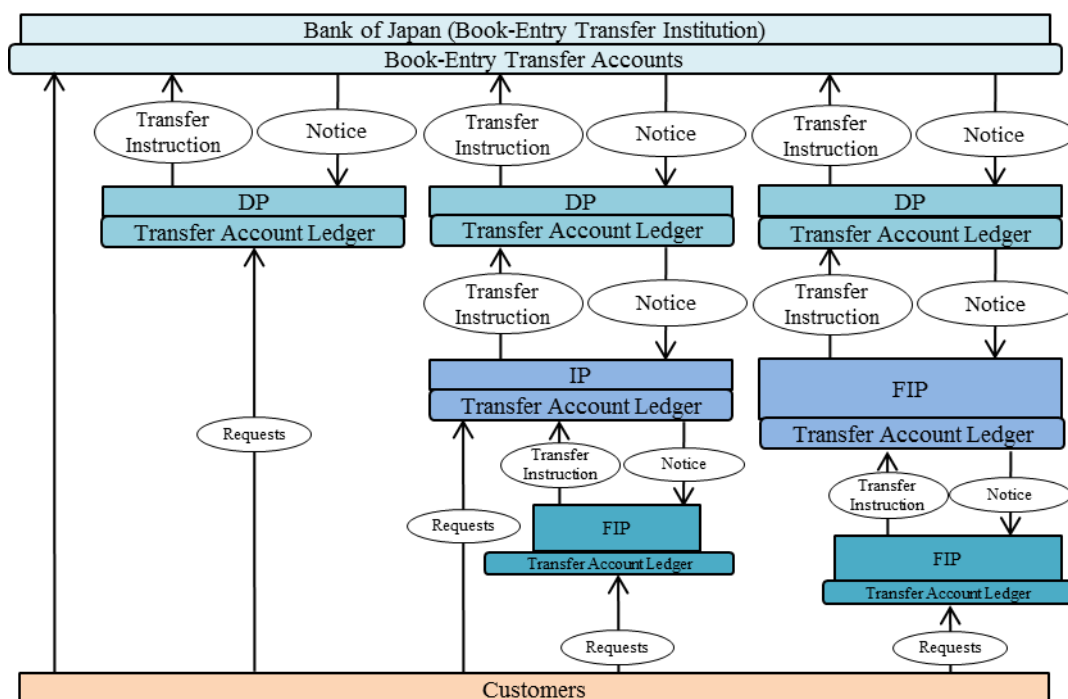 Bank of Japan (Book-Entry Transfer Institution)
Book-Entry Transfer Accounts
Transfer
Instruction
Notice
Transfer
Instruction
Notice
Transfer
Instruction
Notice
DP
Transfer Account Ledger
DP
Transfer Account Ledger
DP
Transfer Account Ledger
Transfer
Instruction
Notice
Transfer
Instruction
Notice
IP
Transfer Account Ledger
FIP
Transfer Account Ledger
Requests
Transfer
Instruction
Notice
Transfer
Instruction
Notice
Requests
FIP
Transfer Account Ledger
FIP
Transfer Account Ledger
Requests
Requests
Customers